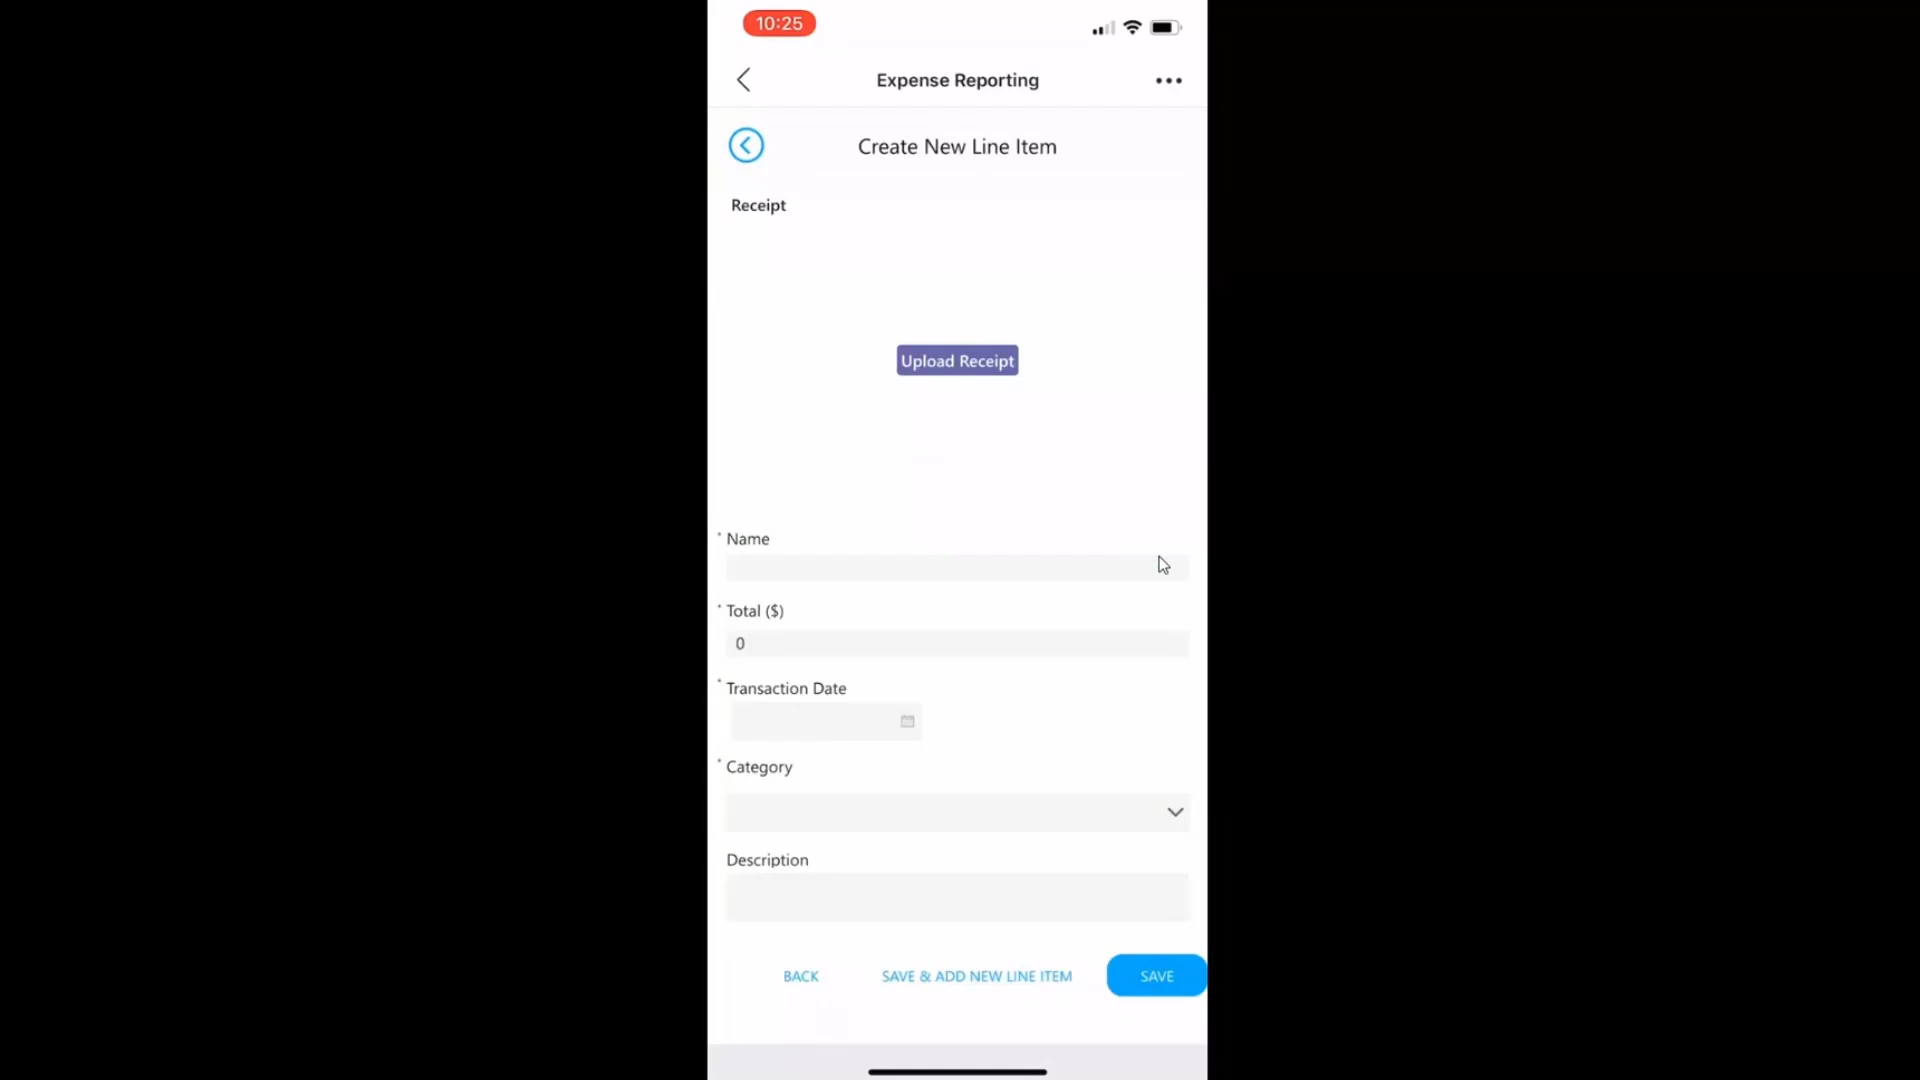 10:25
Expense Reporting
Create New Line Item
Receipt
Upload Receipt
* Name
* Total ($)
0
* Transaction Date
* Category
Description
BACK SAVE & ADD NEW LINE ITEM SAVE